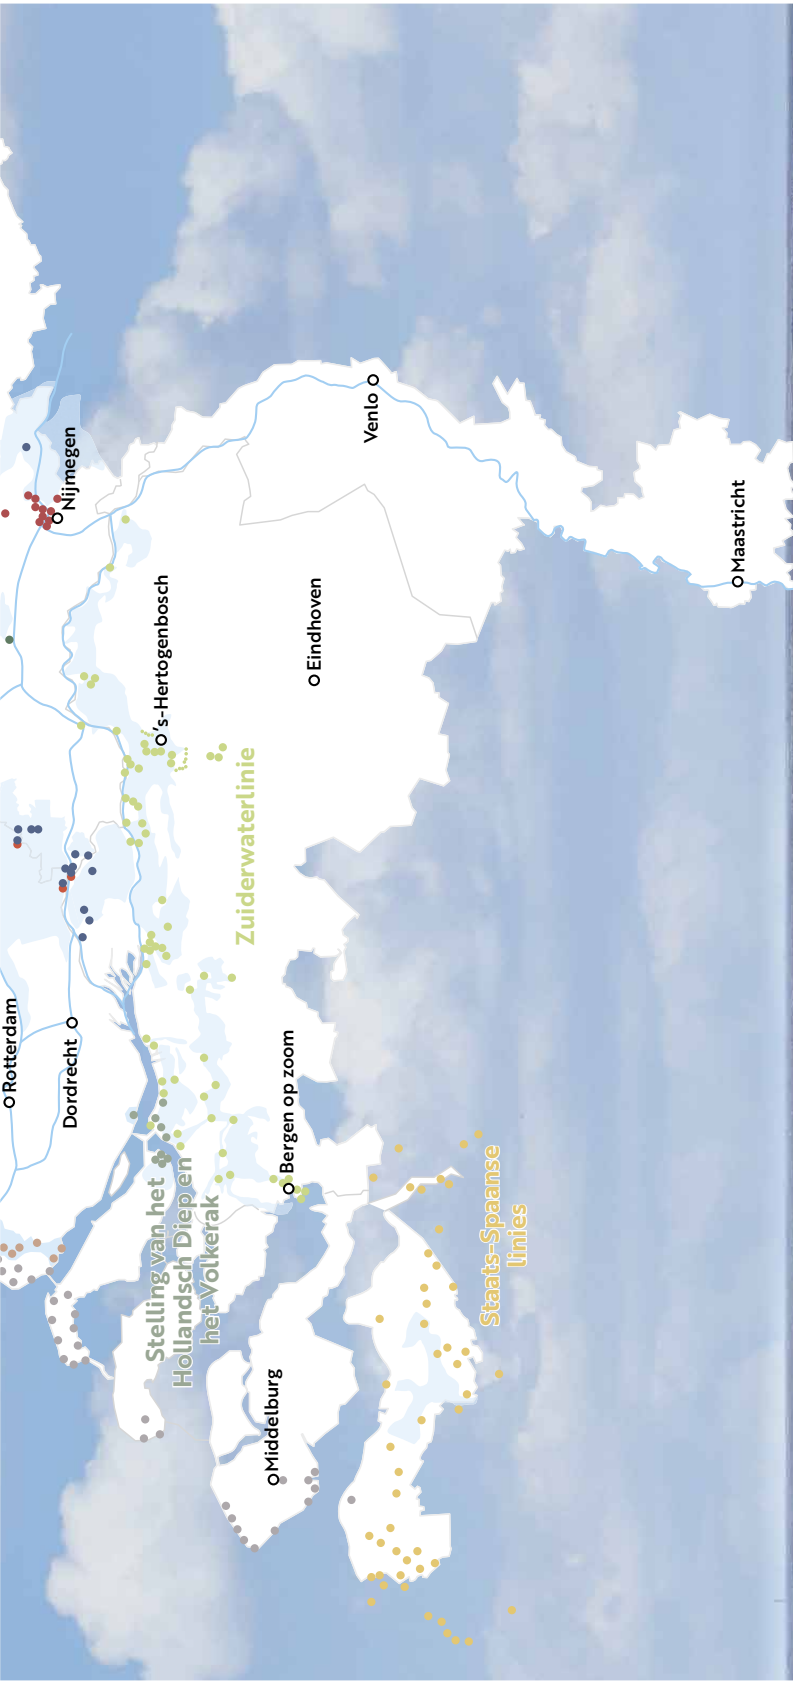 Rotterdam
Dordrecht
Nijmegen
's-Hertogenbosch
Eindhoven
Venlo
Maastricht
Zuiderwaterlinie
Bergen op zoom
Stelling van het
Hollandsch Diep en
het Volkerak
Middelburg
Staats-Spaanse
linies